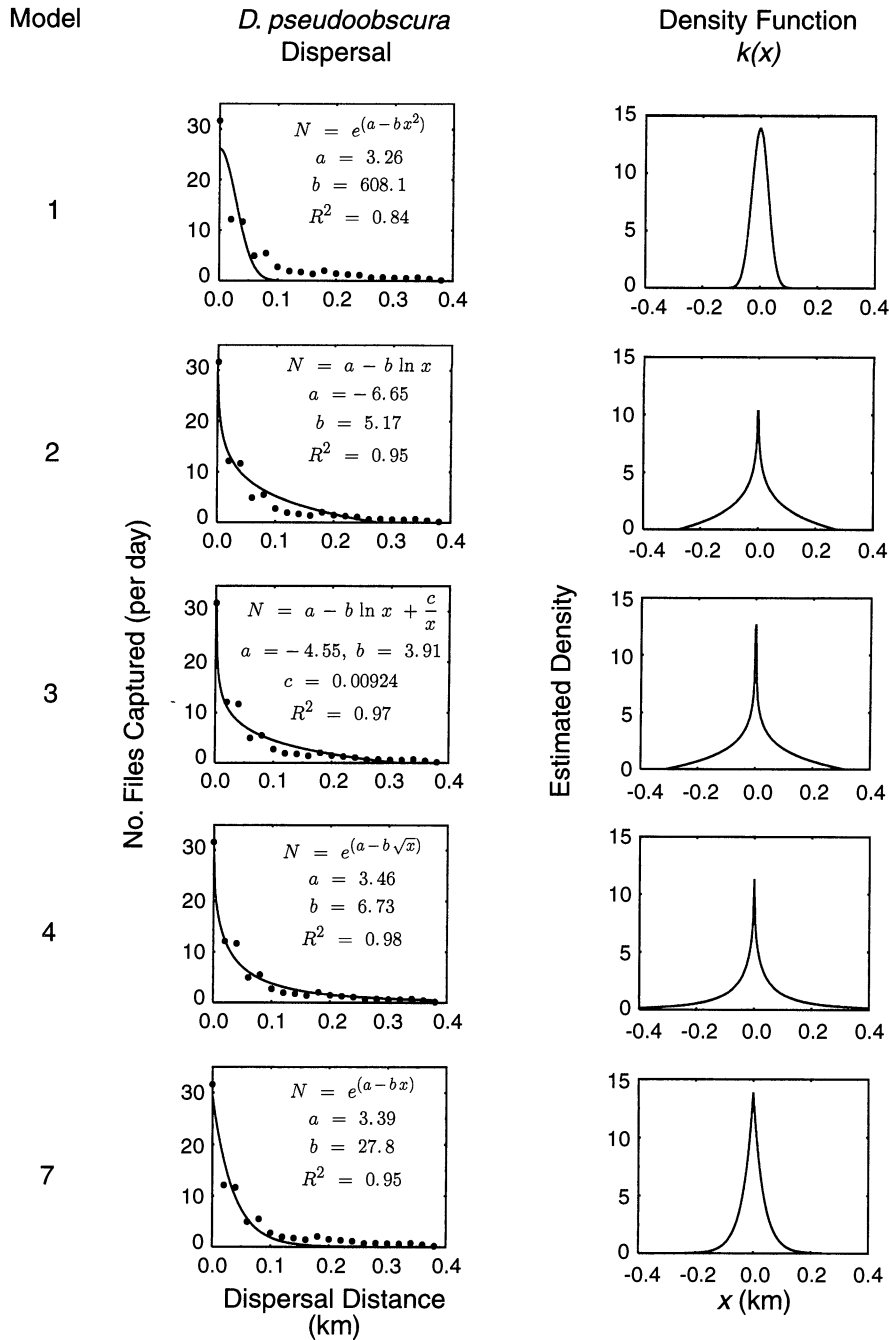 Model
D. pseudoobscura
Dispersal
Density Function
k(x)
1
30
20
10
0
0.0 0.1 0.2 0.3 0.4
N = e^(a − bx²)
a = 3.26
b = 608.1
R² = 0.84
15
10
5
0
-0.4 -0.2 0.0 0.2 0.4
2
30
20
10
0
0.0 0.1 0.2 0.3 0.4
N = a − b ln x
a = −6.65
b = 5.17
R² = 0.95
15
10
5
0
-0.4 -0.2 0.0 0.2 0.4
3
30
20
10
0
0.0 0.1 0.2 0.3 0.4
N = a − b ln x + c/x
a = −4.55, b = 3.91
c = 0.00924
R² = 0.97
15
10
5
0
-0.4 -0.2 0.0 0.2 0.4
4
30
20
10
0
0.0 0.1 0.2 0.3 0.4
N = e^(a − b√x)
a = 3.46
b = 6.73
R² = 0.98
15
10
5
0
-0.4 -0.2 0.0 0.2 0.4
7
30
20
10
0
0.0 0.1 0.2 0.3 0.4
N = e^(a − bx)
a = 3.39
b = 27.8
R² = 0.95
15
10
5
0
-0.4 -0.2 0.0 0.2 0.4
No. Files Captured (per day)
Estimated Density
Dispersal Distance
(km)
x (km)